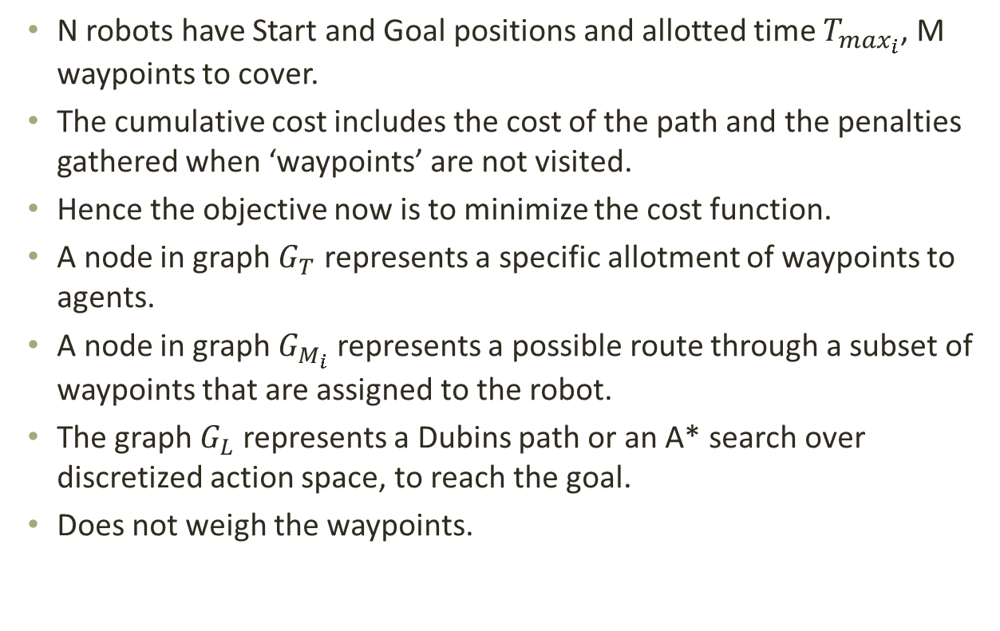 • N robots have Start and Goal positions and allotted time $T_{max_i}$, M
waypoints to cover.
• The cumulative cost includes the cost of the path and the penalties
gathered when ‘waypoints’ are not visited.
• Hence the objective now is to minimize the cost function.
• A node in graph $G_T$ represents a specific allotment of waypoints to
agents.
• A node in graph $G_{M_i}$ represents a possible route through a subset of
waypoints that are assigned to the robot.
• The graph $G_L$ represents a Dubins path or an A* search over
discretized action space, to reach the goal.
• Does not weigh the waypoints.